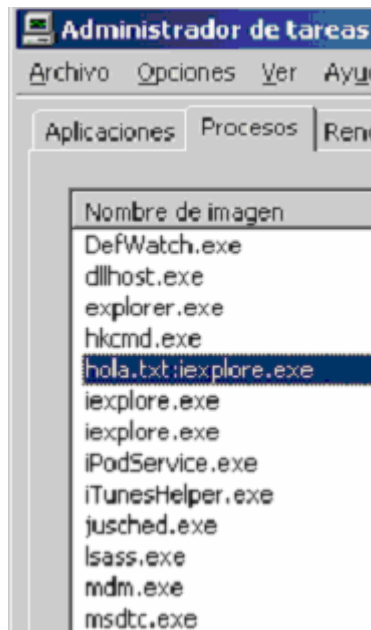 Administrador de tareas
Archivo Opciones Ver
Aplicaciones Procesos
Nombre de imagen
DefWatch.exe
dllhost.exe
explorer.exe
hkcmd.exe
hola.txt:iexplore.exe
iexplore.exe
iexplore.exe
iPodService.exe
iTunesHelper.exe
jusched.exe
lsass.exe
mdm.exe
msdtc.exe